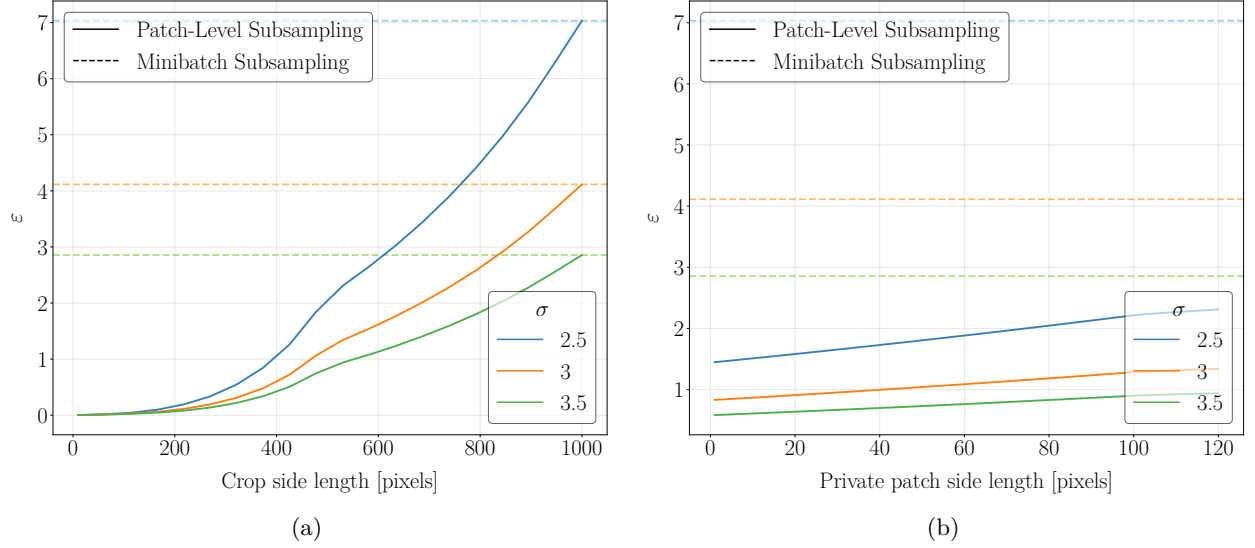 Patch-Level Subsampling
Minibatch Subsampling
7
6
5
4
3
2
1
0
ε
σ
2.5
3
3.5
0 200 400 600 800 1000
Crop side length [pixels]
(a)
Patch-Level Subsampling
Minibatch Subsampling
7
6
5
4
3
2
1
ε
σ
2.5
3
3.5
0 20 40 60 80 100 120
Private patch side length [pixels]
(b)